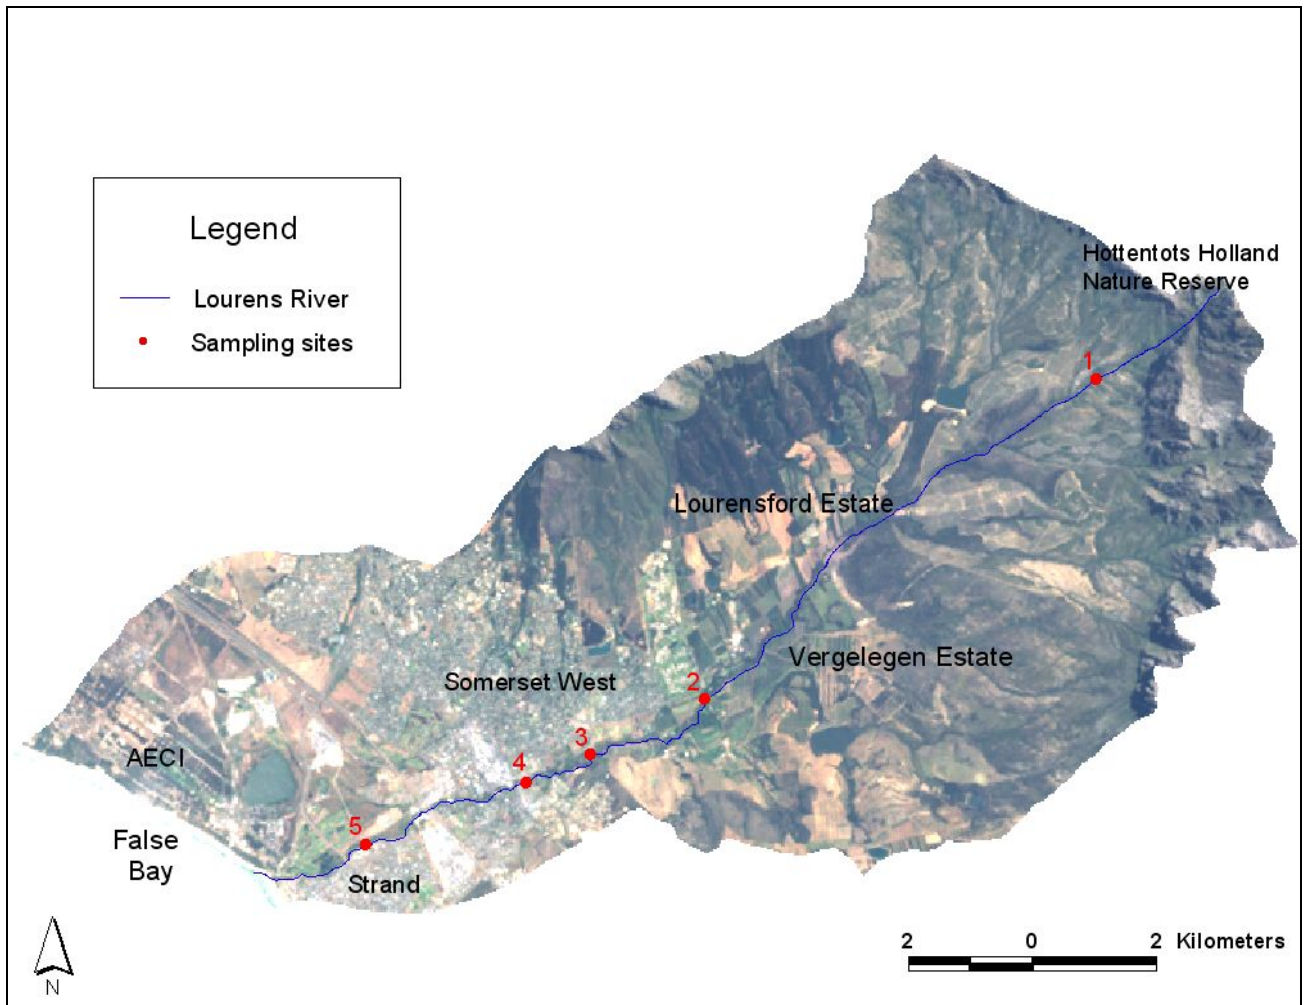 Legend
Lourens River
Sampling sites
Hottentots Holland
Nature Reserve
1
Lourensford Estate
Vergelegen Estate
Somerset West
2
3
4
AECI
5
False
Bay
Strand
N
2 0 2 Kilometers